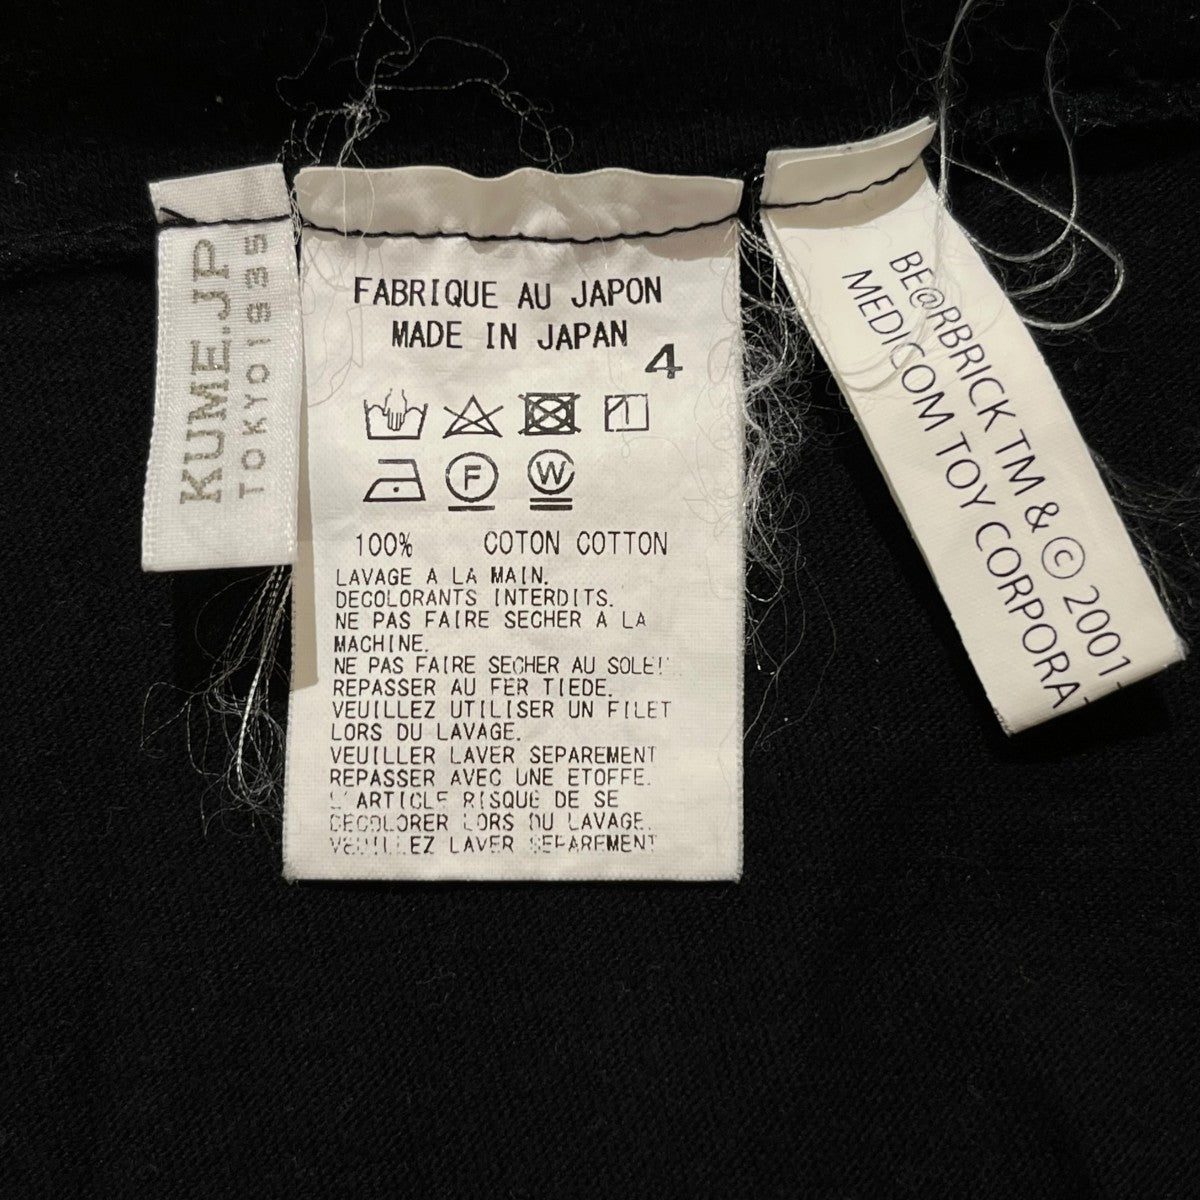 KUME.JP
TOKYO1935
FABRIQUE AU JAPON
MADE IN JAPAN
4
F
W
100% COTON COTTON
LAVAGE A LA MAIN.
DECOLORANTS INTERDITS.
NE PAS FAIRE SECHER A LA
MACHINE.
NE PAS FAIRE SECHER AU
REPASSER AU FER TIEDE.
VEUILLEZ UTILISER UN FILET
LORS DU LAVAGE.
VEUILLER LAVER SEPAREMENT
REPASSER AVEC UNE ETOFFE.
L'ARTICLE RISQUE DE SE
DECOLORER LORS DU LAVAGE.
VEUILLEZ LAVER SEPAREMENT
BE@RBRICK TM & © 2001-
MEDICOM TOY CORPORAT